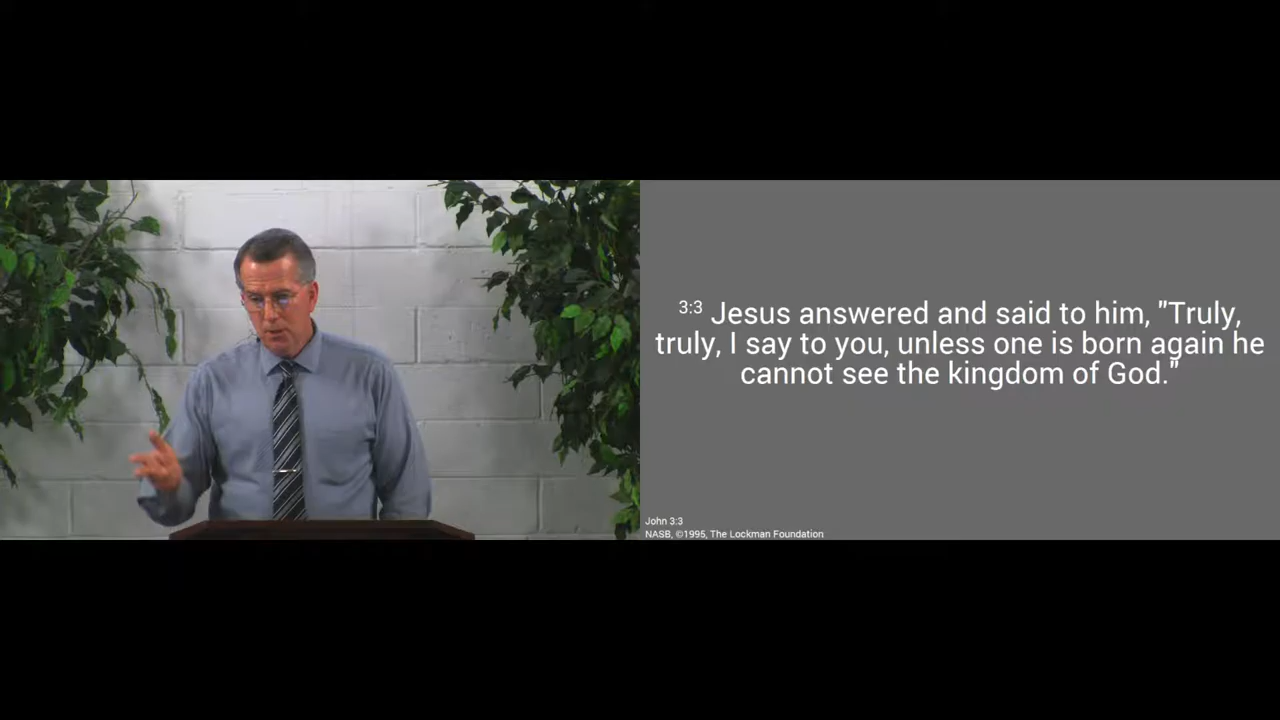 3:3 Jesus answered and said to him, "Truly,
truly, I say to you, unless one is born again he
cannot see the kingdom of God."
John 3:3
NASB, ©1995, The Lockman Foundation